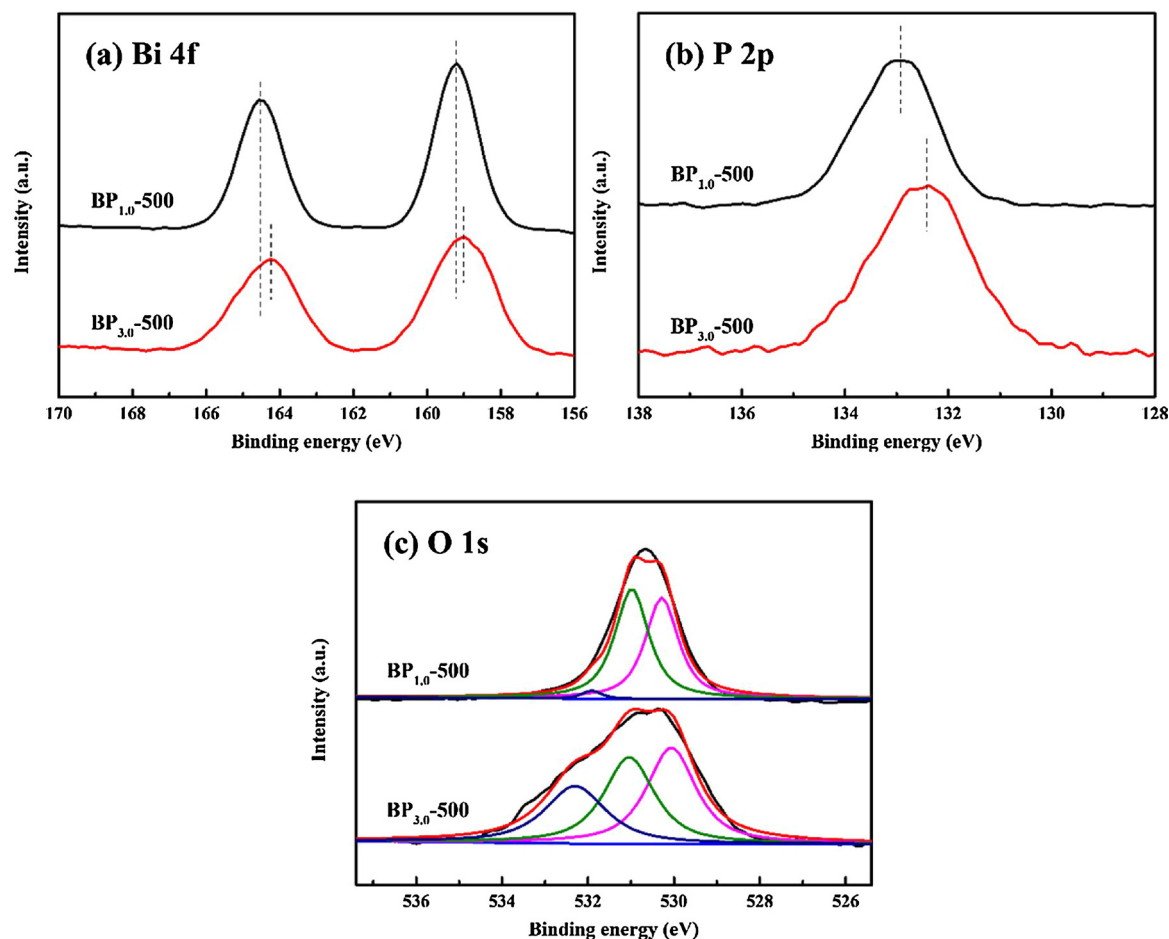 (a) Bi 4f
BP1.0-500
BP3.0-500
Intensity (a.u.)
170 168 166 164 162 160 158 156
Binding energy (eV)
(b) P 2p
BP1.0-500
BP3.0-500
Intensity (a.u.)
138 136 134 132 130 128
Binding energy (eV)
(c) O 1s
BP1.0-500
BP3.0-500
Intensity (a.u.)
536 534 532 530 528 526
Binding energy (eV)